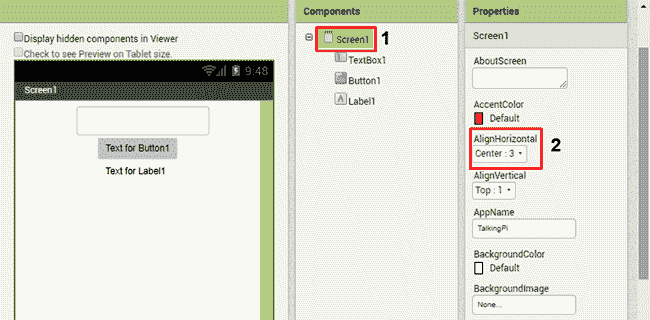 Display hidden components in Viewer
Check to see Preview on Tablet size.
9:48
Screen1
Text for Button1
Text for Label1
Components
Screen1
1
TextBox1
Button1
Label1
Properties
Screen1
AboutScreen
AccentColor
Default
AlignHorizontal
Center : 3
2
AlignVertical
Top : 1
AppName
TalkingPi
BackgroundColor
Default
BackgroundImage
None...